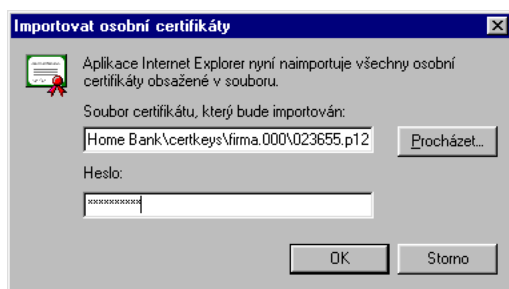 Importovat osobní certifikáty
Aplikace Internet Explorer nyní naimportuje všechny osobní
certifikáty obsažené v souboru.
Soubor certifikátu, který bude importován:
Home Bank\certkeys\firma.000\023655.p12
Procházet...
Heslo:
**********
OK
Storno